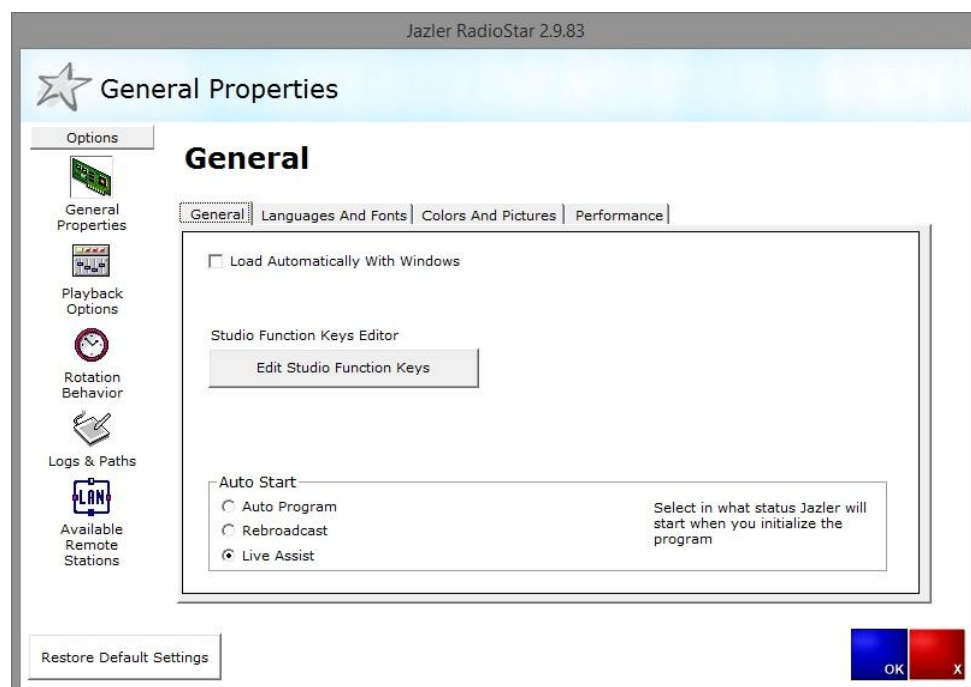 Jazler RadioStar 2.9.83
General Properties
Options
General
Properties
Playback
Options
Rotation
Behavior
Logs & Paths
LAN
Available
Remote
Stations
General
General
Languages And Fonts
Colors And Pictures
Performance
Load Automatically With Windows
Studio Function Keys Editor
Edit Studio Function Keys
Auto Start
Auto Program
Rebroadcast
Live Assist
Select in what status Jazler will
start when you initialize the
program
Restore Default Settings
OK
X